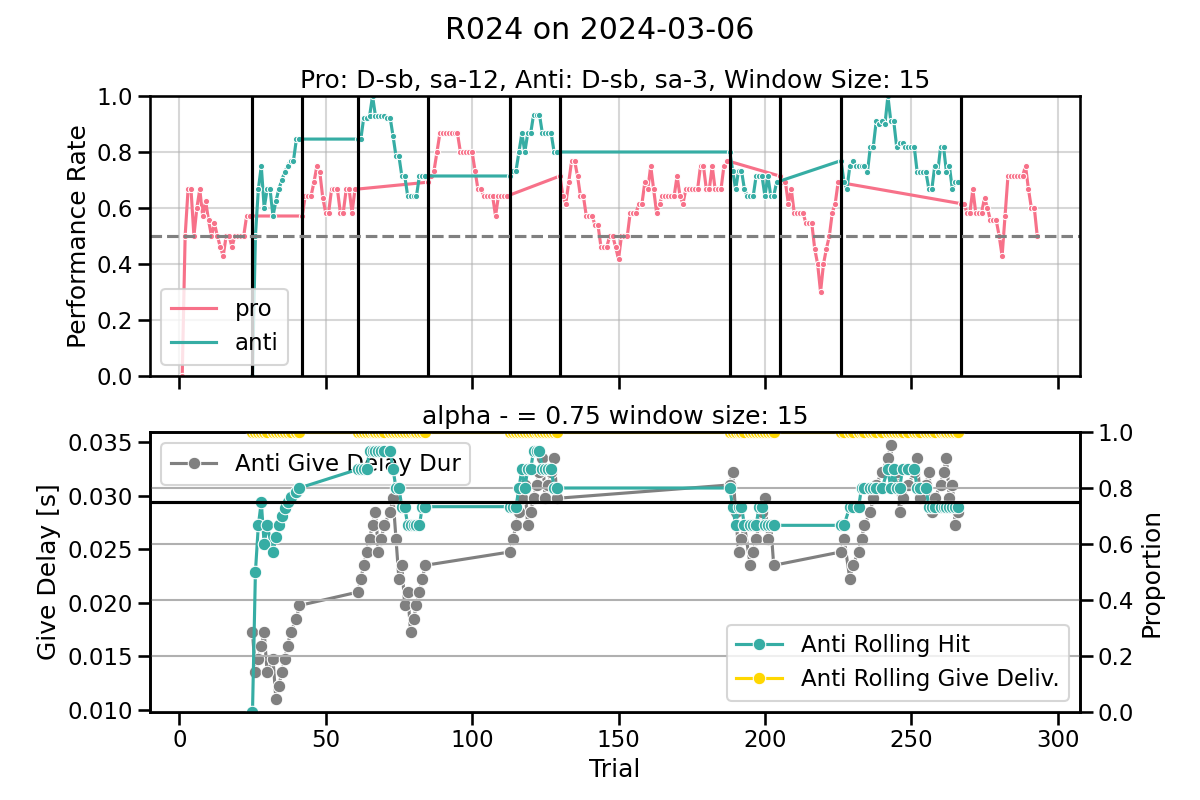 R024 on 2024-03-06
Pro: D-sb, sa-12, Anti: D-sb, sa-3, Window Size: 15
Performance Rate
1.0
0.8
0.6
0.4
0.2
0.0
pro
anti
alpha - = 0.75 window size: 15
Give Delay [s]
0.035
0.030
0.025
0.020
0.015
0.010
Anti Give Delay Dur
1.0
0.8
0.6
0.4
0.2
0.0
Proportion
Anti Rolling Hit
Anti Rolling Give Deliv.
0 50 100 150 200 250 300
Trial